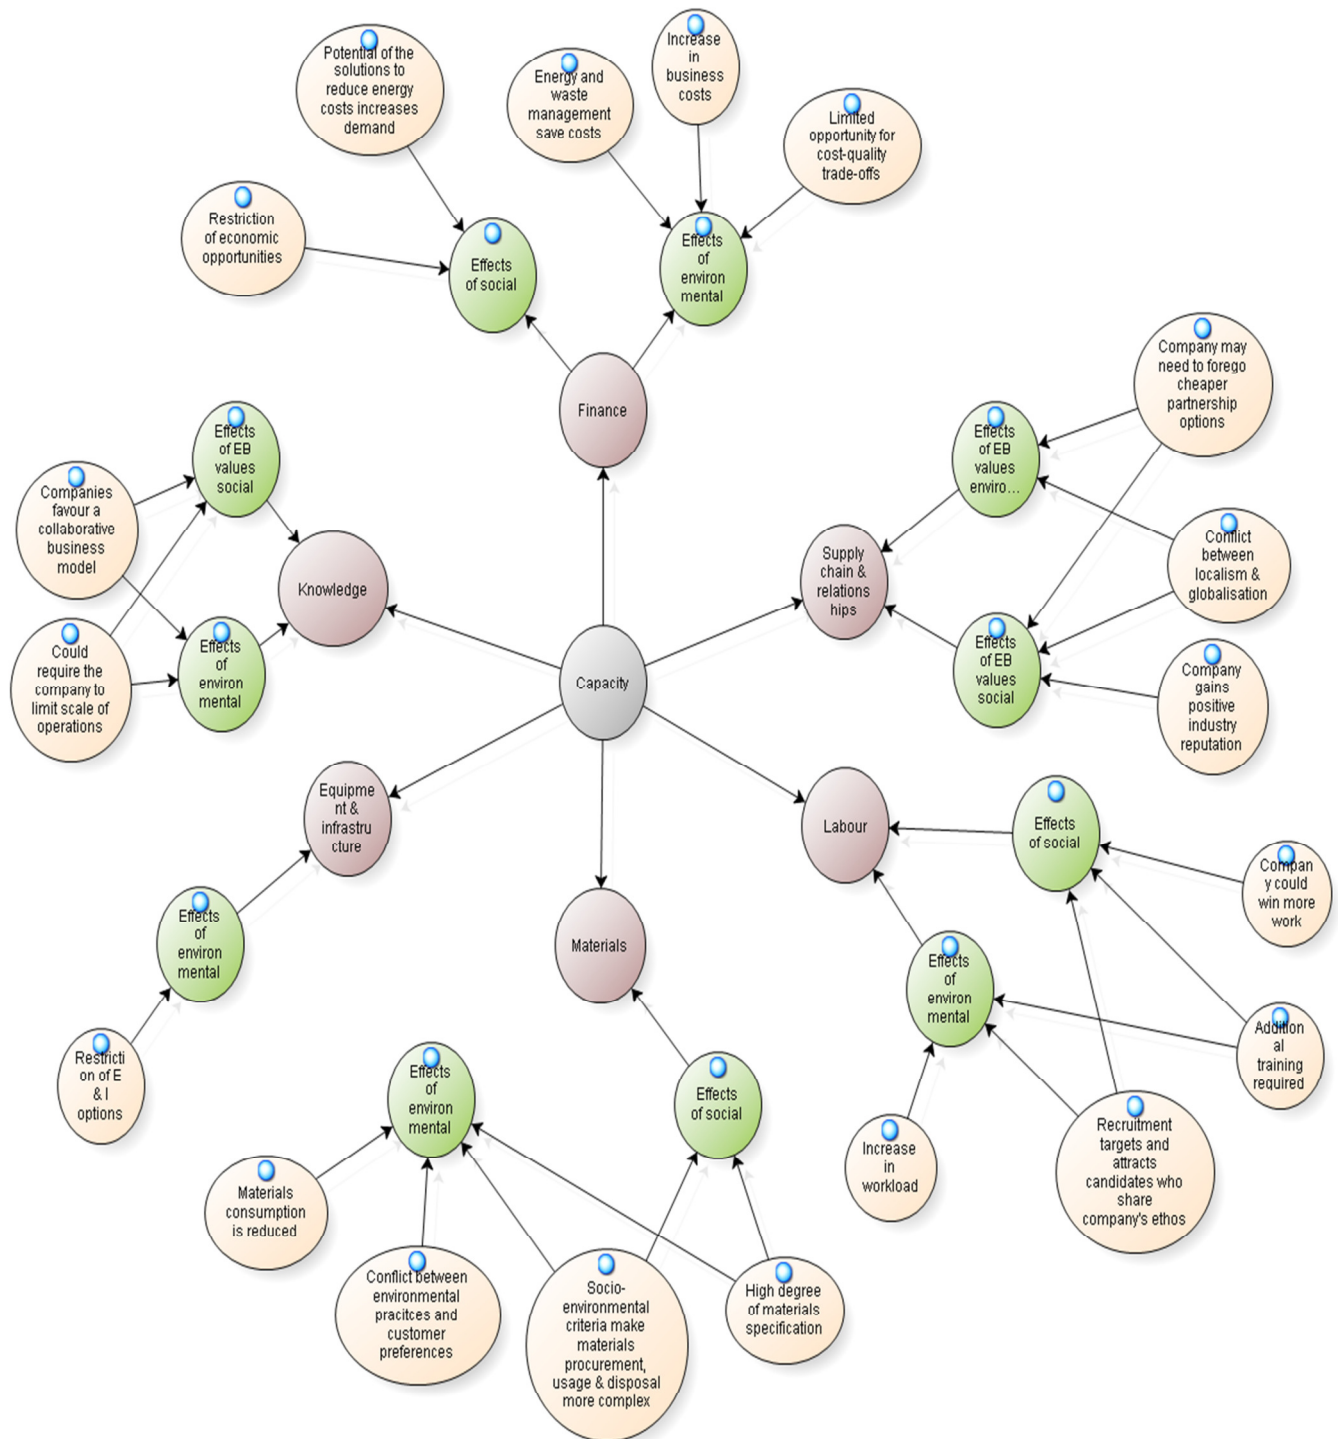 Potential of the
solutions to
reduce energy
costs increases
demand
Energy and
waste
management
save costs
Increase
in
business
costs
Limited
opportunity for
cost-quality
trade-offs
Restriction
of economic
opportunities
Effects
of social
Effects
of
environ
mental
Finance
Company may
need to forego
cheaper
partnership
options
Effects
of EB
values
social
Effects
of EB
values
enviro...
Companies
favour a
collaborative
business
model
Knowledge
Supply
chain &
relations
hips
Conflict
between
localism &
globalisation
Could
require the
company to
limit scale of
operations
Effects
of
environ
mental
Capacity
Effects
of EB
values
social
Company
gains
positive
industry
reputation
Equipme
nt &
infrastru
cture
Labour
Effects
of social
Compan
y could
win more
work
Effects
of
environ
mental
Materials
Effects
of
environ
mental
Addition
al
training
required
Restricti
on of E
& I
options
Effects
of
environ
mental
Effects
of social
Increase
in
workload
Recruitment
targets and
attracts
candidates who
share
company's ethos
Materials
consumption
is reduced
Conflict between
environmental
pracitces and
customer
preferences
Socio-
environmental
criteria make
materials
procurement,
usage & disposal
more complex
High degree
of materials
specification